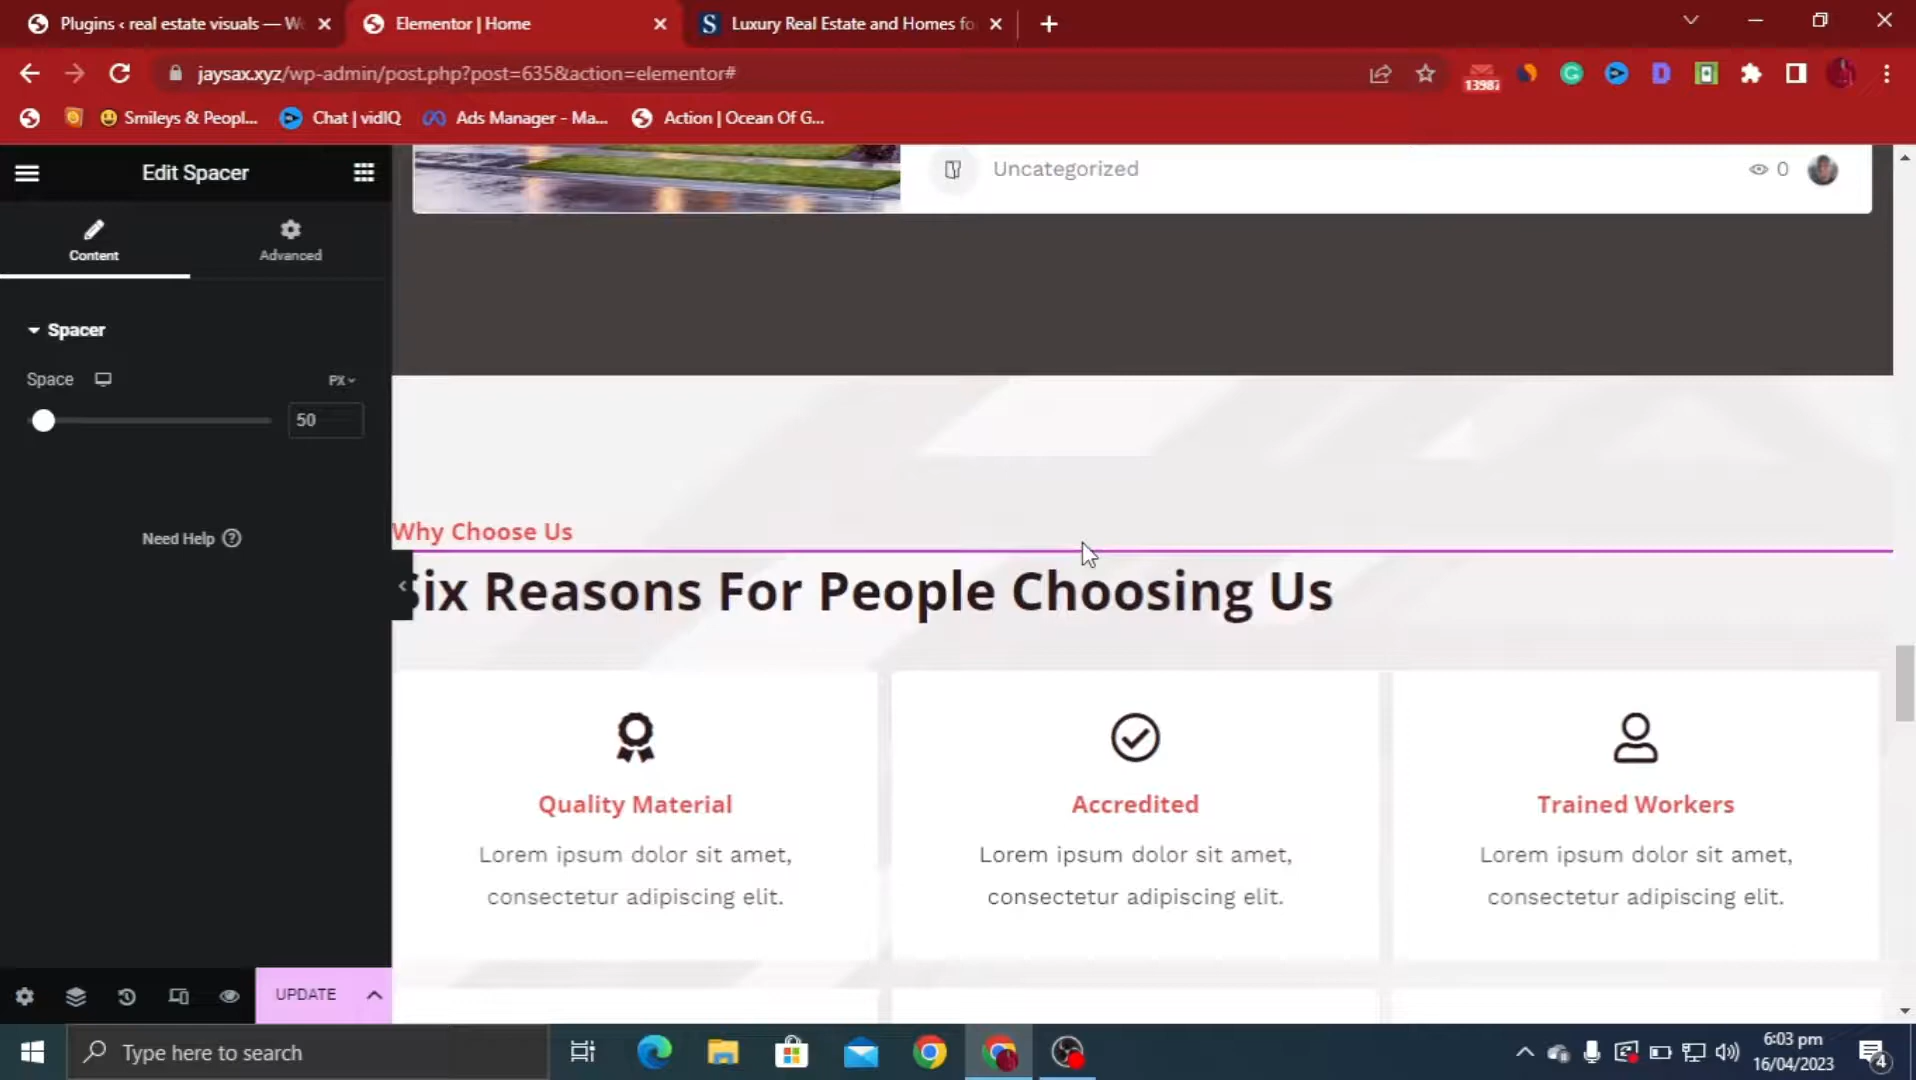 Plugins ‹ real estate visuals — W
Elementor | Home
Luxury Real Estate and Homes fo
jaysax.xyz/wp-admin/post.php?post=635&action=elementor#
13987
Smileys & Peopl...
Chat | vidIQ
Ads Manager - Ma...
Action | Ocean Of G...
Edit Spacer
Content
Advanced
Spacer
Space
PX
50
Need Help
UPDATE
Uncategorized
0
Why Choose Us
Six Reasons For People Choosing Us
Quality Material
Lorem ipsum dolor sit amet,
consectetur adipiscing elit.
Accredited
Lorem ipsum dolor sit amet,
consectetur adipiscing elit.
Trained Workers
Lorem ipsum dolor sit amet,
consectetur adipiscing elit.
Type here to search
6:03 pm
16/04/2023
4